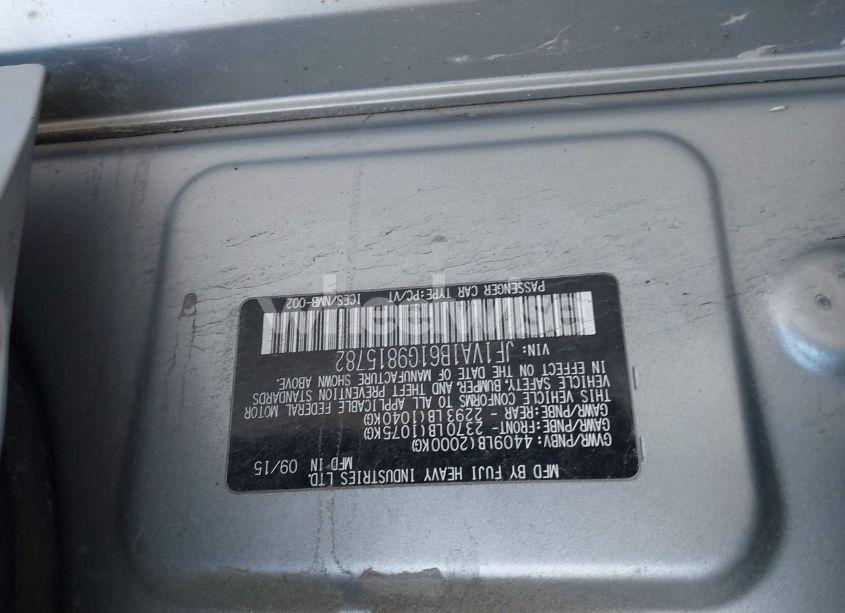 MFD BY FUJI HEAVY INDUSTRIES LTD.
MFD IN 09/15
GVWR/PNBV: 4409LB(2000KG)
GAWR/PNBE:FRONT- 2370LB(1075KG)
GAWR/PNBE:REAR - 2293LB(1040KG)
THIS VEHICLE CONFORMS TO ALL APPLICABLE FEDERAL MOTOR
VEHICLE SAFETY, BUMPER, AND THEFT PREVENTION STANDARDS
IN EFFECT ON THE DATE OF MANUFACTURE SHOWN ABOVE.
VIN: JF1VA1B61G9815782
PASSENGER CAR TYPE:PC/VT ICES/NMB-002